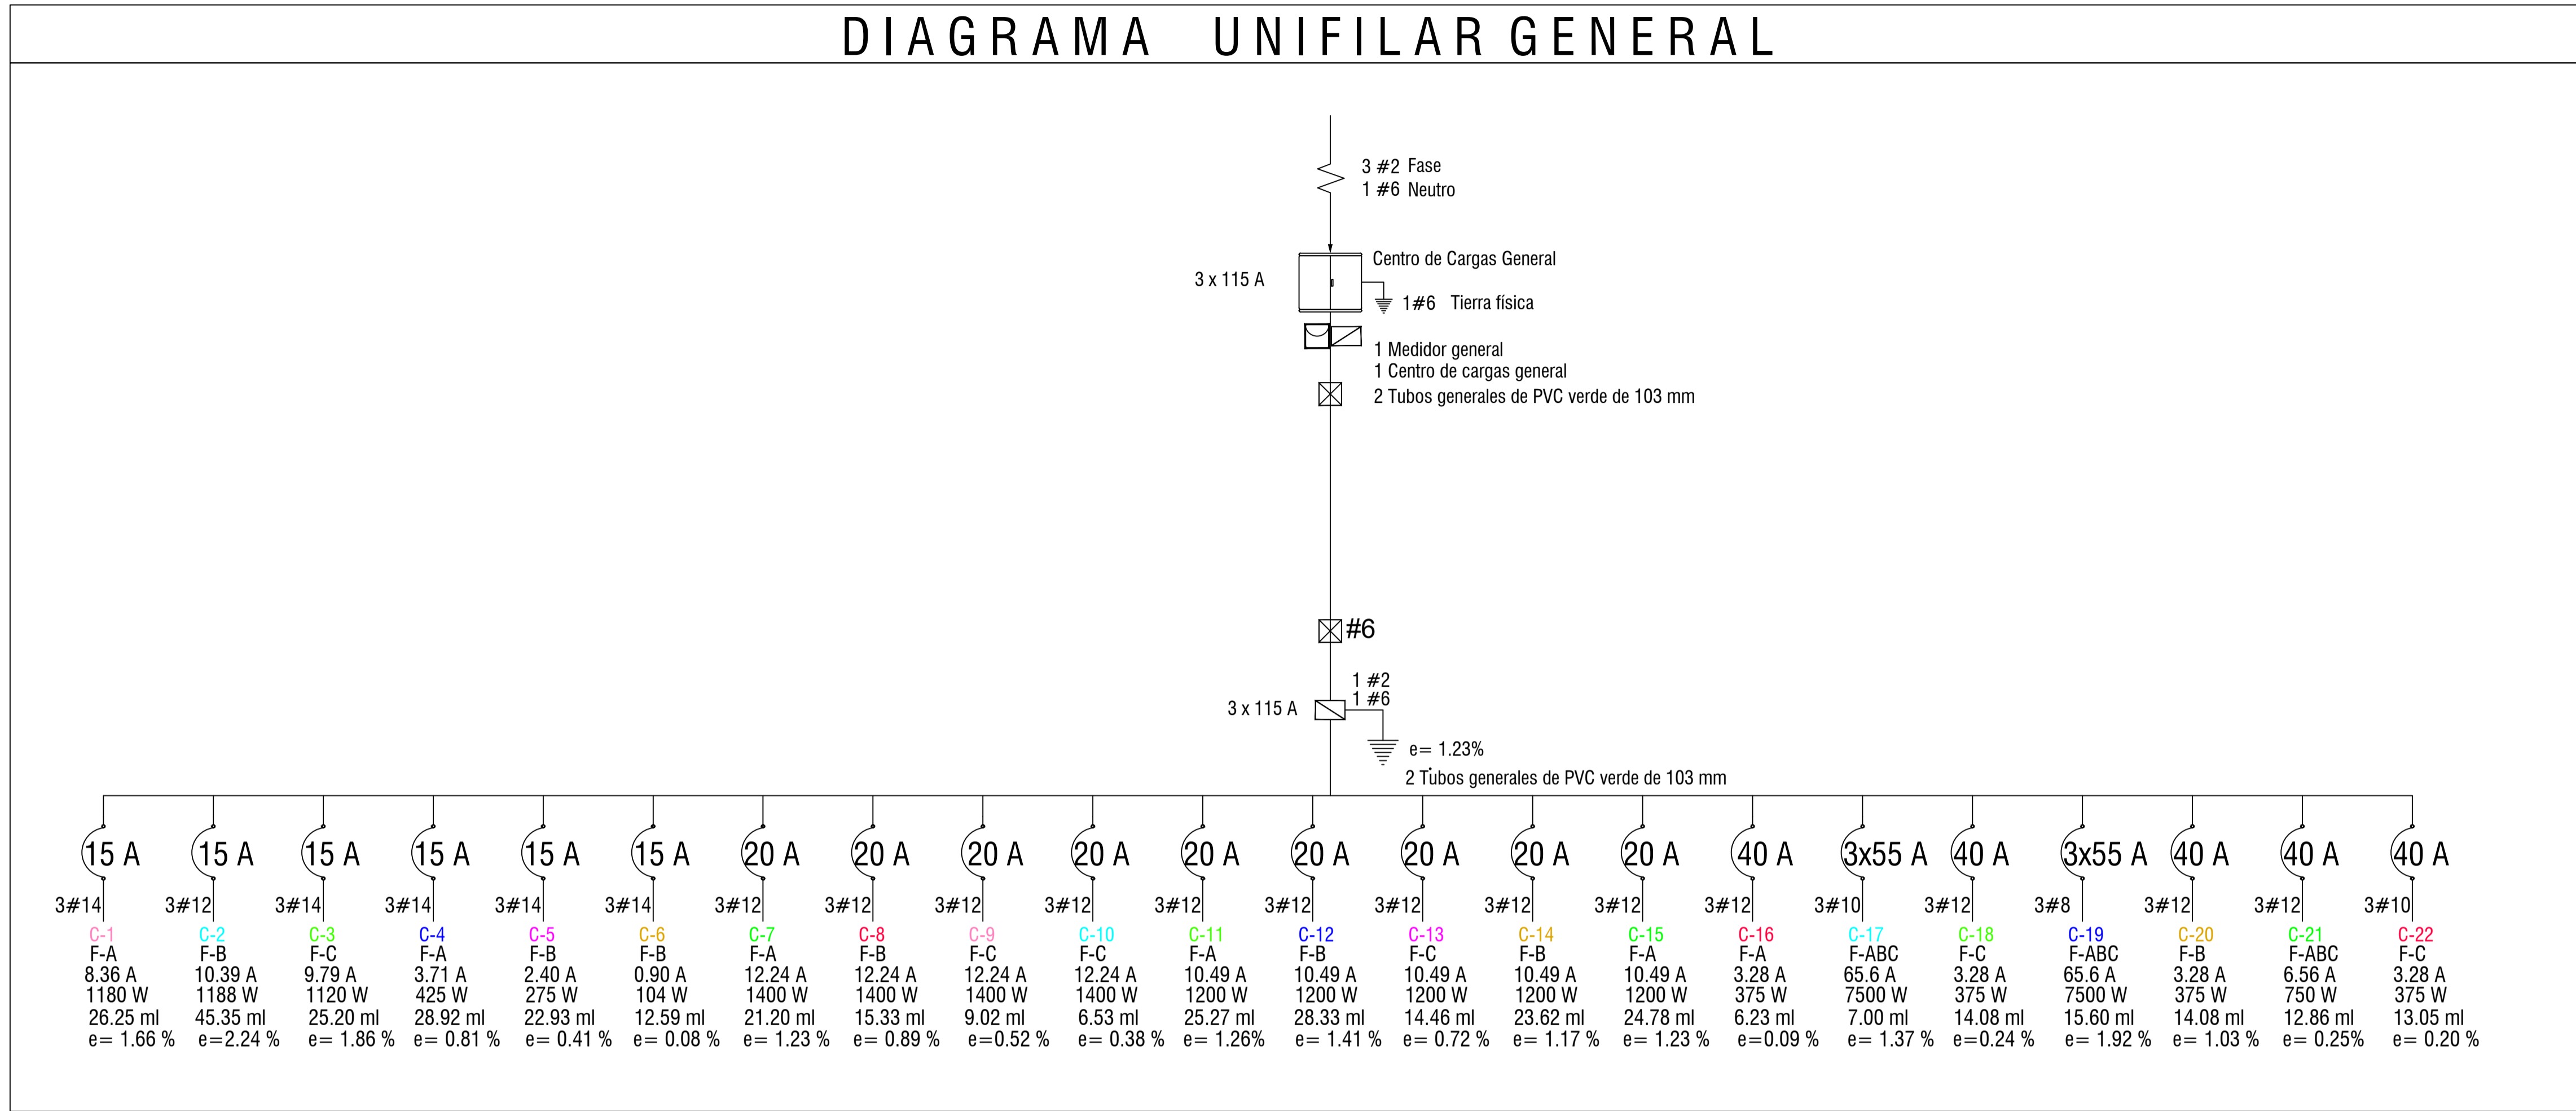 DIAGRAMA UNIFILAR GENERAL
3 #2 Fase
1 #6 Neutro
Centro de Cargas General
3 x 115 A
1#6 Tierra física
1 Medidor general
1 Centro de cargas general
2 Tubos generales de PVC verde de 103 mm
#6
1 #2
1 #6
3 x 115 A
e= 1.23%
2 Tubos generales de PVC verde de 103 mm
15 A 15 A 15 A 15 A 15 A 15 A 20 A 20 A 20 A 20 A 20 A 20 A 20 A 20 A 20 A 40 A 3x55 A 40 A 3x55 A 40 A 40 A 40 A
3#14 3#12 3#14 3#14 3#14 3#14 3#12 3#12 3#12 3#12 3#12 3#12 3#12 3#12 3#12 3#12 3#10 3#12 3#8 3#12 3#12 3#10
C-1 C-2 C-3 C-4 C-5 C-6 C-7 C-8 C-9 C-10 C-11 C-12 C-13 C-14 C-15 C-16 C-17 C-18 C-19 C-20 C-21 C-22
F-A F-B F-C F-A F-B F-B F-A F-B F-C F-C F-A F-B F-C F-B F-A F-A F-ABC F-C F-ABC F-B F-ABC F-C
8.36 A 10.39 A 9.79 A 3.71 A 2.40 A 0.90 A 12.24 A 12.24 A 12.24 A 12.24 A 10.49 A 10.49 A 10.49 A 10.49 A 10.49 A 3.28 A 65.6 A 3.28 A 65.6 A 3.28 A 6.56 A 3.28 A
1180 W 1188 W 1120 W 425 W 275 W 104 W 1400 W 1400 W 1400 W 1400 W 1200 W 1200 W 1200 W 1200 W 1200 W 375 W 7500 W 375 W 7500 W 375 W 750 W 375 W
26.25 ml 45.35 ml 25.20 ml 28.92 ml 22.93 ml 12.59 ml 21.20 ml 15.33 ml 9.02 ml 6.53 ml 25.27 ml 28.33 ml 14.46 ml 23.62 ml 24.78 ml 6.23 ml 7.00 ml 14.08 ml 15.60 ml 14.08 ml 12.86 ml 13.05 ml
e= 1.66 % e=2.24 % e= 1.86 % e= 0.81 % e= 0.41 % e= 0.08 % e= 1.23 % e= 0.89 % e=0.52 % e= 0.38 % e= 1.26% e= 1.41 % e= 0.72 % e= 1.17 % e= 1.23 % e=0.09 % e= 1.37 % e=0.24 % e= 1.92 % e= 1.03 % e= 0.25% e= 0.20 %